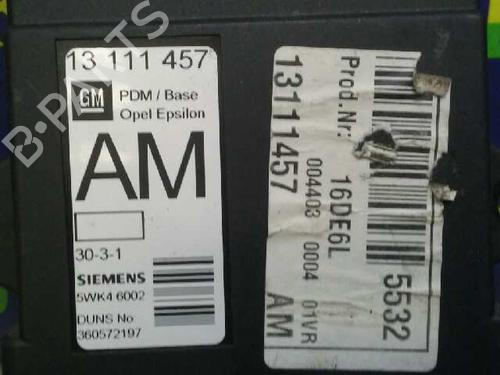 13 111 457
GM
PDM / Base
Opel Epsilon
AM
30-3-1
SIEMENS
5WK4 6002
DUNS No
360572197
Prod.Nr:
13111457
16DE6L
004403 0004 01VR
AM
5532
B-PARTS